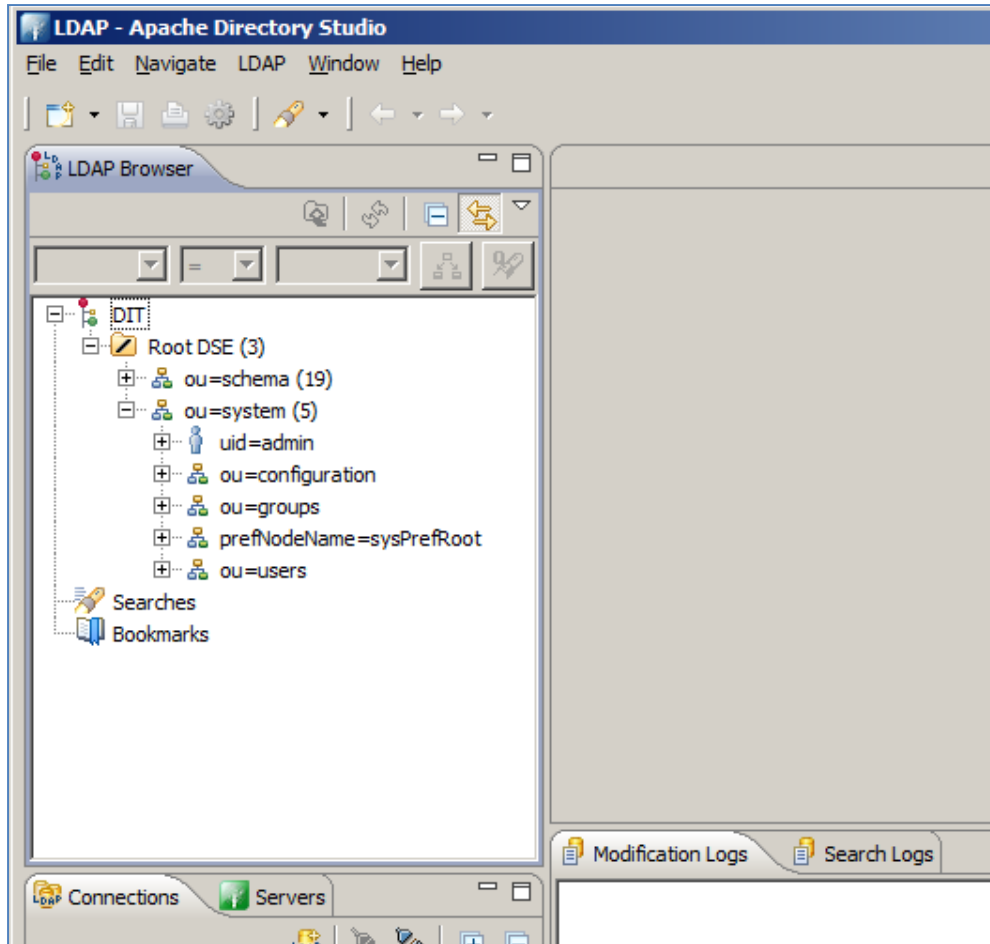 LDAP - Apache Directory Studio
File Edit Navigate LDAP Window Help
LDAP Browser
=
DIT
Root DSE (3)
ou=schema (19)
ou=system (5)
uid=admin
ou=configuration
ou=groups
prefNodeName=sysPrefRoot
ou=users
Searches
Bookmarks
Modification Logs Search Logs
Connections Servers